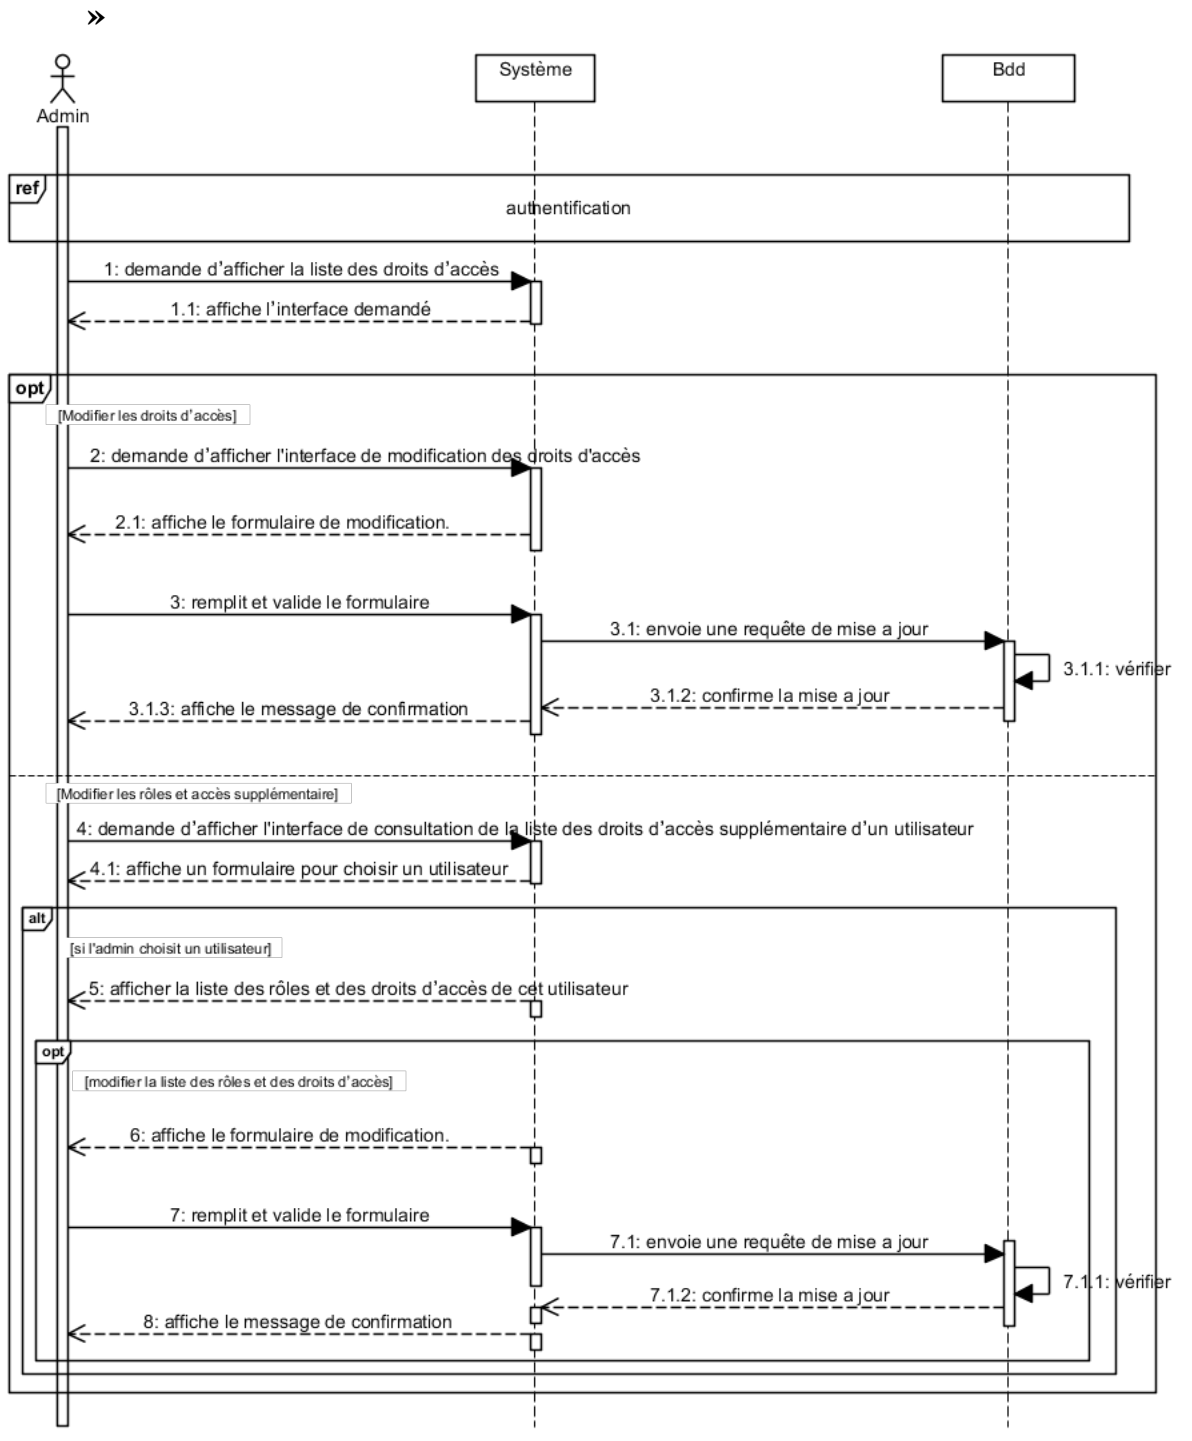 »
Admin
Système
Bdd
ref
authentification
1: demande d’afficher la liste des droits d’accès
1.1: affiche l’interface demandé
opt
[Modifier les droits d’accès]
2: demande d’afficher l'interface de modification des droits d'accès
2.1: affiche le formulaire de modification.
3: remplit et valide le formulaire
3.1: envoie une requête de mise a jour
3.1.1: vérifier
3.1.2: confirme la mise a jour
3.1.3: affiche le message de confirmation
[Modifier les rôles et accès supplémentaire]
4: demande d’afficher l'interface de consultation de la liste des droits d’accès supplémentaire d’un utilisateur
4.1: affiche un formulaire pour choisir un utilisateur
alt
[si l'admin choisit un utilisateur]
5: afficher la liste des rôles et des droits d’accès de cet utilisateur
opt
[modifier la liste des rôles et des droits d’accès]
6: affiche le formulaire de modification.
7: remplit et valide le formulaire
7.1: envoie une requête de mise a jour
7.1.1: vérifier
7.1.2: confirme la mise a jour
8: affiche le message de confirmation